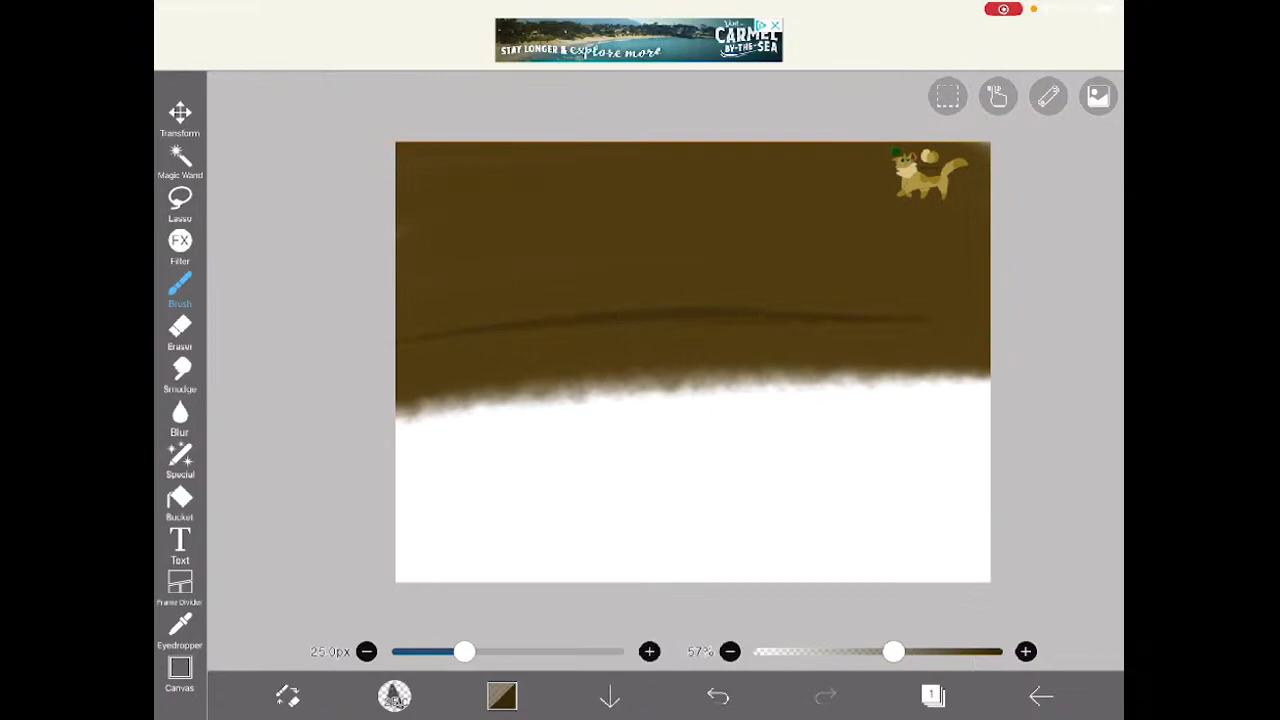 Visit...
CARMEL
BY-THE-SEA
STAY LONGER & explore more
Transform
Magic Wand
Lasso
FX
Filter
Brush
Eraser
Smudge
Blur
Special
Bucket
T
Text
Frame Divider
Eyedropper
Canvas
25.0px
57%
1